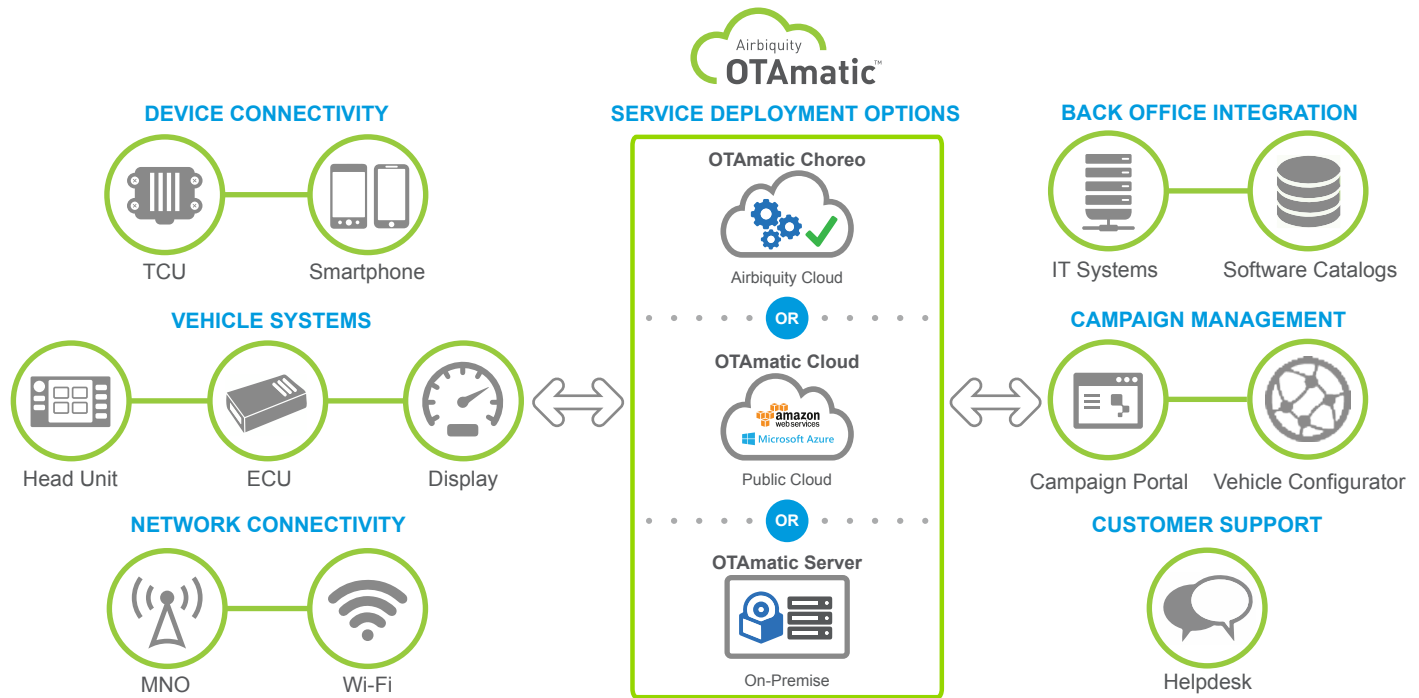 Airbiquity
OTAmatic™
DEVICE CONNECTIVITY
TCU
Smartphone
VEHICLE SYSTEMS
Head Unit
ECU
Display
NETWORK CONNECTIVITY
MNO
Wi-Fi
SERVICE DEPLOYMENT OPTIONS
OTAmatic Choreo
Airbiquity Cloud
OR
OTAmatic Cloud
amazon
webservices
Microsoft Azure
Public Cloud
OR
OTAmatic Server
On-Premise
BACK OFFICE INTEGRATION
IT Systems
Software Catalogs
CAMPAIGN MANAGEMENT
Campaign Portal
Vehicle Configurator
CUSTOMER SUPPORT
Helpdesk